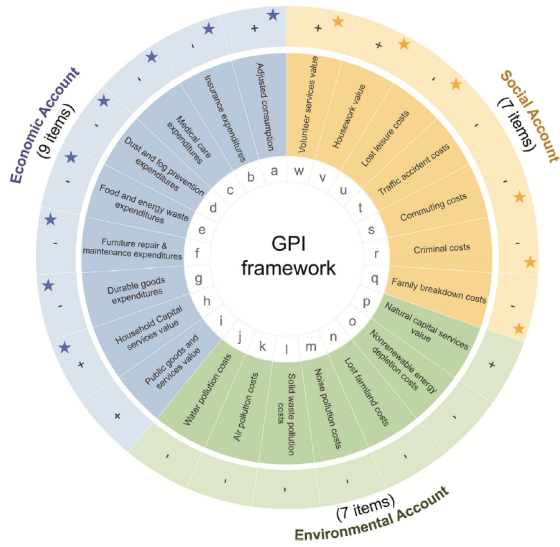 Economic Account
(9 items)
Social Account
(7 items)
Environmental Account
(7 items)
GPI
framework
a
Adjusted consumption
+
b
Insurance expenditures
-
c
Medical care
expenditures
-
d
Dust and log prevention
expenditures
-
e
Food and energy waste
expenditures
-
f
Furniture repair &
maintenance expenditures
-
g
Durable goods
expenditures
-
h
Household Capital
services value
+
i
Public goods and
services value
+
j
Water pollution costs
-
k
Air pollution costs
-
l
Solid waste pollution
costs
-
m
Noise pollution costs
-
n
Lost farmland costs
-
o
Nonrenewable energy
depletion costs
-
p
Natural capital services
value
+
q
Family breakdown costs
-
r
Criminal costs
-
s
Commuting costs
-
t
Traffic accident costs
-
u
Lost leisure costs
-
v
Housework value
+
w
Volunteer services value
+